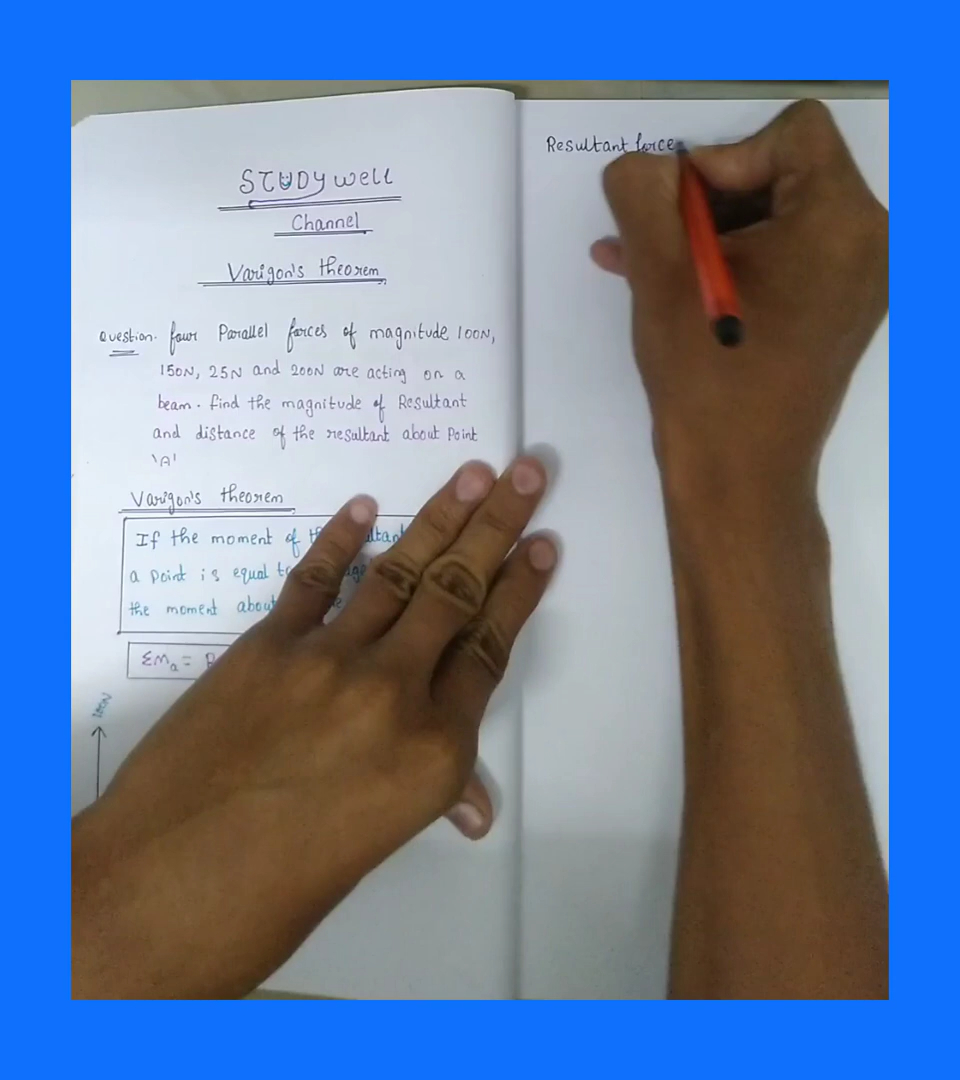 STUDY well
Channel
Varigon's theorem
Question. four Parallel forces of magnitude 100N,
150N, 25N and 200N are acting on a
beam. find the magnitude of Resultant
and distance of the resultant about Point
'A'
Varigon's theorem
If the moment of
a point is equal
the moment about
ΣMa =
100N
Resultant force